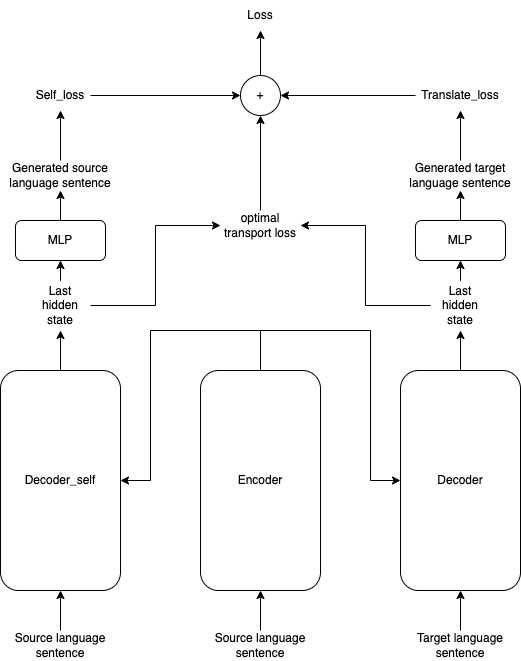 Loss
Self_loss
+
Translate_loss
Generated source
language sentence
Generated target
language sentence
MLP
optimal
transport loss
MLP
Last
hidden
state
Last
hidden
state
Decoder_self
Encoder
Decoder
Source language
sentence
Source language
sentence
Target language
sentence